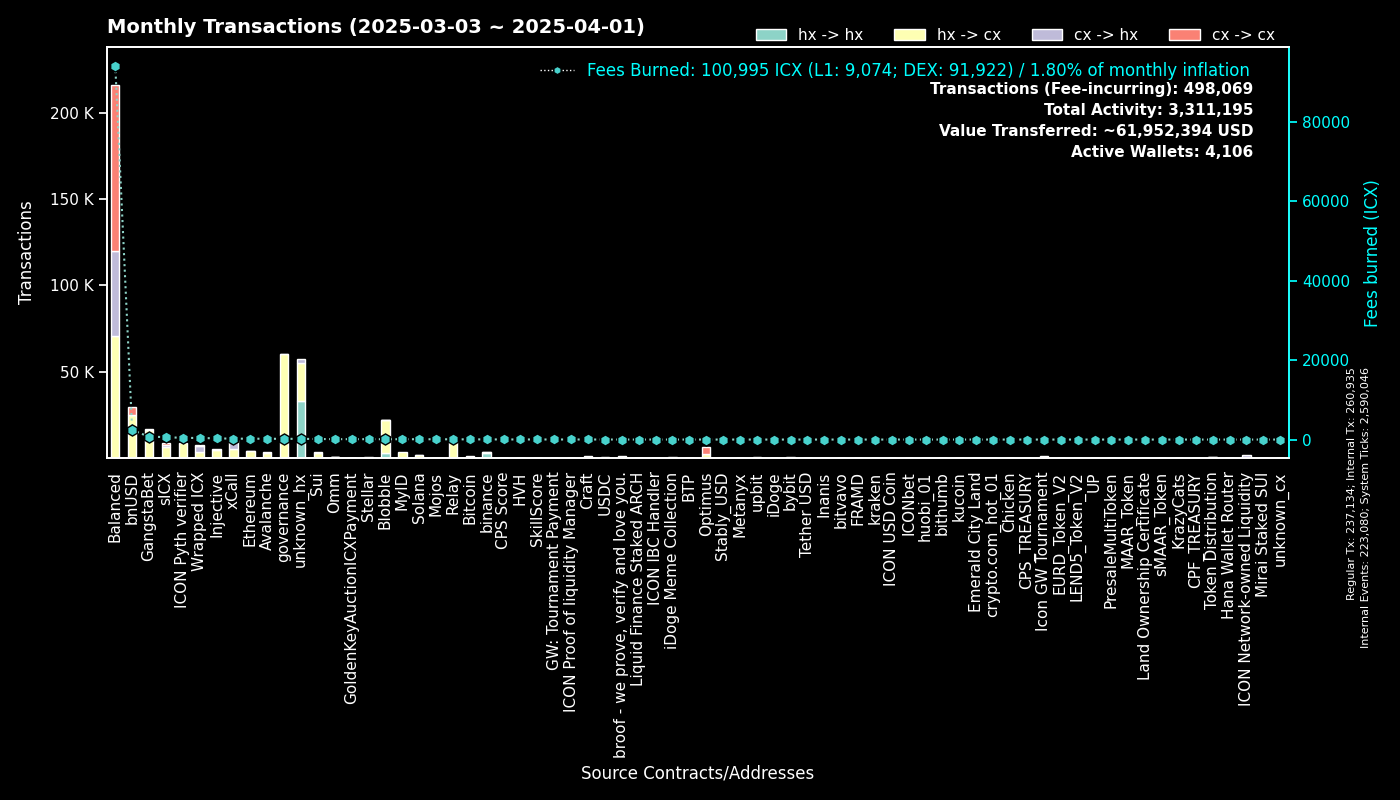 Monthly Transactions (2025-03-03 ~ 2025-04-01)
hx -> hx
hx -> cx
cx -> hx
cx -> cx
Fees Burned: 100,995 ICX (L1: 9,074; DEX: 91,922) / 1.80% of monthly inflation
Transactions (Fee-incurring): 498,069
Total Activity: 3,311,195
Value Transferred: ~61,952,394 USD
Active Wallets: 4,106
Transactions
200 K
150 K
100 K
50 K
80000
60000
40000
20000
0
Fees burned (ICX)
Regular Tx: 237,134; Internal Tx: 260,935
Internal Events: 223,080; System Ticks: 2,590,046
Balanced
bnUSD
GangstaBet
sICX
ICON Pyth verifier
Wrapped ICX
Injective
xCall
Ethereum
Avalanche
governance
unknown_hx
Sui
Omm
GoldenKeyAuctionICXPayment
Stellar
Blobble
MyID
Solana
Mojos
Relay
Bitcoin
binance
CPS Score
HVH
SkillScore
GW: Tournament Payment
ICON Proof of liquidity Manager
Craft
USDC
broof - we prove, verify and love you.
Liquid Finance Staked ARCH
ICON IBC Handler
iDoge Meme Collection
BTP
Optimus
Stably_USD
Metanyx
upbit
iDoge
bybit
Tether USD
Inanis
bitvavo
FRAMD
kraken
ICON USD Coin
ICONbet
huobi_01
bithumb
kucoin
Emerald City Land
crypto.com_hot_01
Chicken
CPS_TREASURY
Icon GW Tournament
EURD_Token_V2
LEND5_Token_V2
UP
PresaleMultiToken
MAAR_Token
Land Ownership Certificate
sMAAR_Token
KrazyCats
CPF_TREASURY
Token Distribution
Hana Wallet Router
ICON Network-owned Liquidity
Mirai Staked SUI
unknown_cx
Source Contracts/Addresses